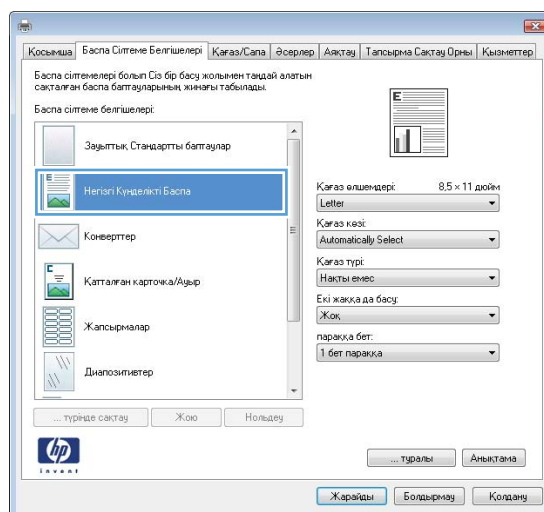 Қосымша Баспа Сілтеме Белгішелері Қағаз/Сапа Әсерлер Аяқтау Тапсырма Сақтау Орны Қызметтер
Баспа сілтемелері болып Сіз бір басу жолымен таңдай алатын
сақталған баспа баптауларының жинағы табылады.
Баспа сілтеме белгішелері:
Зауыттық Стандартты баптаулар
Негізгі Күнделікті Баспа
Конверттер
Қатталған карточка/Ауыр
Жапсырмалар
Диапозитивтер
... түрінде сақтау Жою Нольдеу
E
Қағаз өлшемдері: 8,5 × 11 дюйм
Letter
Қағаз көзі:
Automatically Select
Қағаз түрі:
Нақты емес
Екі жаққа да басу:
Жоқ
параққа бет:
1 бет параққа
hp
invent
... туралы Анықтама
Жарайды Болдырмау Қолдану